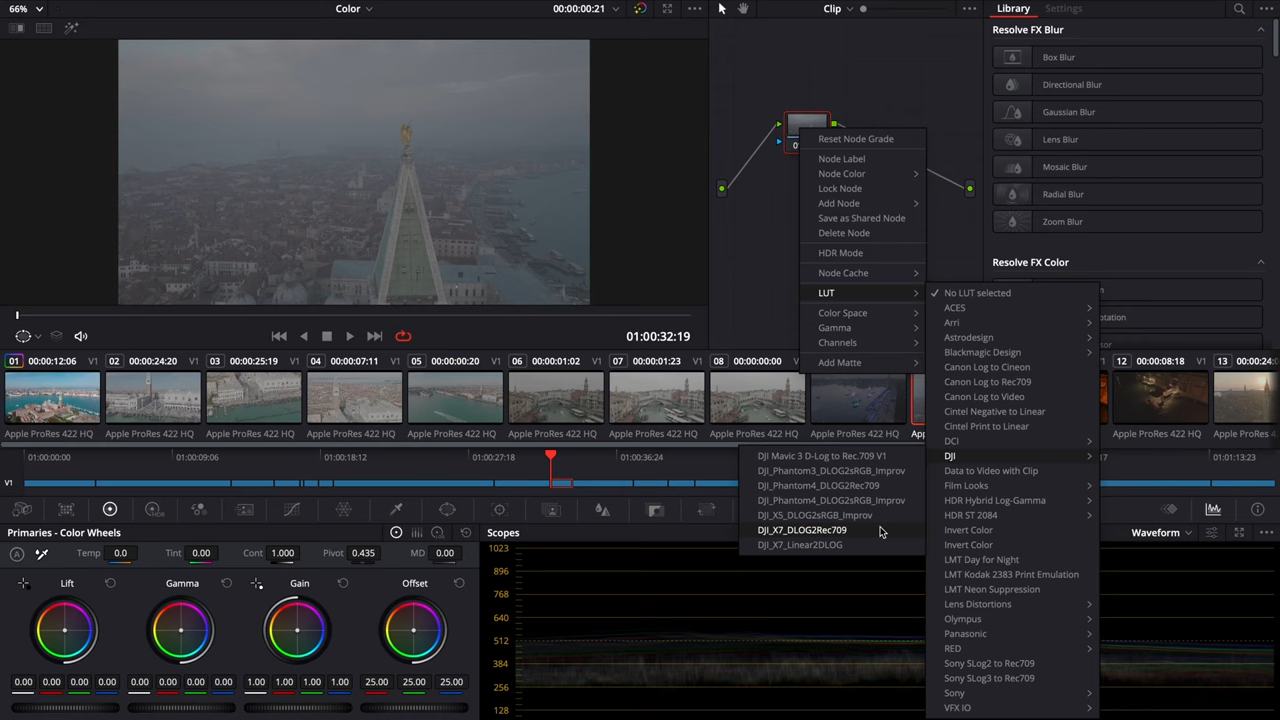 66%
Color
00:00:00:21
Clip
Library
Settings
Resolve FX Blur
Box Blur
Directional Blur
Gaussian Blur
Lens Blur
Mosaic Blur
Radial Blur
Zoom Blur
Resolve FX Color
Reset Node Grade
Node Label
Node Color
Lock Node
Add Node
Save as Shared Node
Delete Node
HDR Mode
Node Cache
LUT
Color Space
Gamma
Channels
Add Matte
No LUT selected
ACES
Arri
Astrodesign
Blackmagic Design
Canon Log to Cineon
Canon Log to Rec709
Canon Log to Video
Cintel Negative to Linear
Cintel Print to Linear
DCI
DJI
Data to Video with Clip
Film Looks
HDR Hybrid Log-Gamma
HDR ST 2084
Invert Color
Invert Color
LMT Day for Night
LMT Kodak 2383 Print Emulation
LMT Neon Suppression
Lens Distortions
Olympus
Panasonic
RED
Sony SLog2 to Rec709
Sony SLog3 to Rec709
Sony
VFX IO
DJI Mavic 3 D-Log to Rec.709 V1
DJI_Phantom3_DLOG2sRGB_Improv
DJI_Phantom3_DLOG2Rec709
DJI_Phantom4_DLOG2sRGB_Improv
DJI_X5_DLOG2sRGB_Improv
DJI_X7_DLOG2Rec709
DJI_X7_Linear2DLOG
01:00:32:19
01 00:00:12:06 V1
02 00:00:24:20 V1
03 00:00:25:19 V1
04 00:00:07:11 V1
05 00:00:00:20 V1
06 00:00:01:02 V1
07 00:00:01:23 V1
08 00:00:00:00 V1
12 00:00:08:18 V1
13 00:00:24:
Apple ProRes 422 HQ
Apple ProRes 422 HQ
Apple ProRes 422 HQ
Apple ProRes 422 HQ
Apple ProRes 422 HQ
Apple ProRes 422 HQ
Apple ProRes 422 HQ
Apple ProRes 422 HQ
Apple ProRes 422 HQ
Apple ProRes 422 HQ
Apple ProRes 4
01:00:00:00
01:00:09:06
01:00:18:12
01:00:27:18
01:00:36:24
01:01:13:23
V1
Primaries - Color Wheels
Temp 0.0
Tint 0.00
Cont 1.000
Pivot 0.435
MD 0.00
Lift
Gamma
Gain
Offset
0.00 0.00 0.00 0.00
0.00 0.00 0.00 0.00
1.00 1.00 1.00 1.00
25.00 25.00 25.00
Scopes
Waveform
1023
896
768
640
512
384
256
128